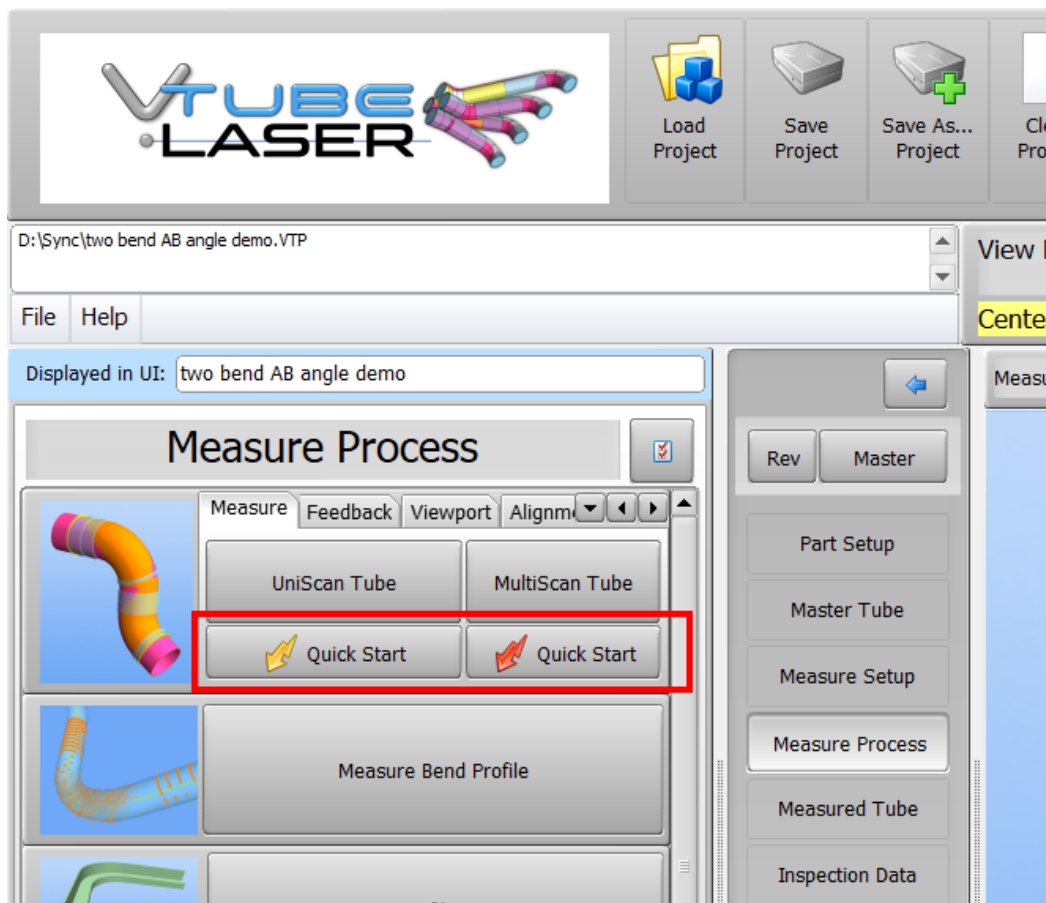 VTUBE
LASER
Load
Project
Save
Project
Save As...
Project
D:\Sync\two bend AB angle demo.VTP
View
File
Help
Cente
Displayed in UI:
two bend AB angle demo
Measure Process
Rev
Master
Measure
Feedback
Viewport
Alignm
UniScan Tube
MultiScan Tube
Quick Start
Quick Start
Measure Bend Profile
Part Setup
Master Tube
Measure Setup
Measure Process
Measured Tube
Inspection Data
Measu